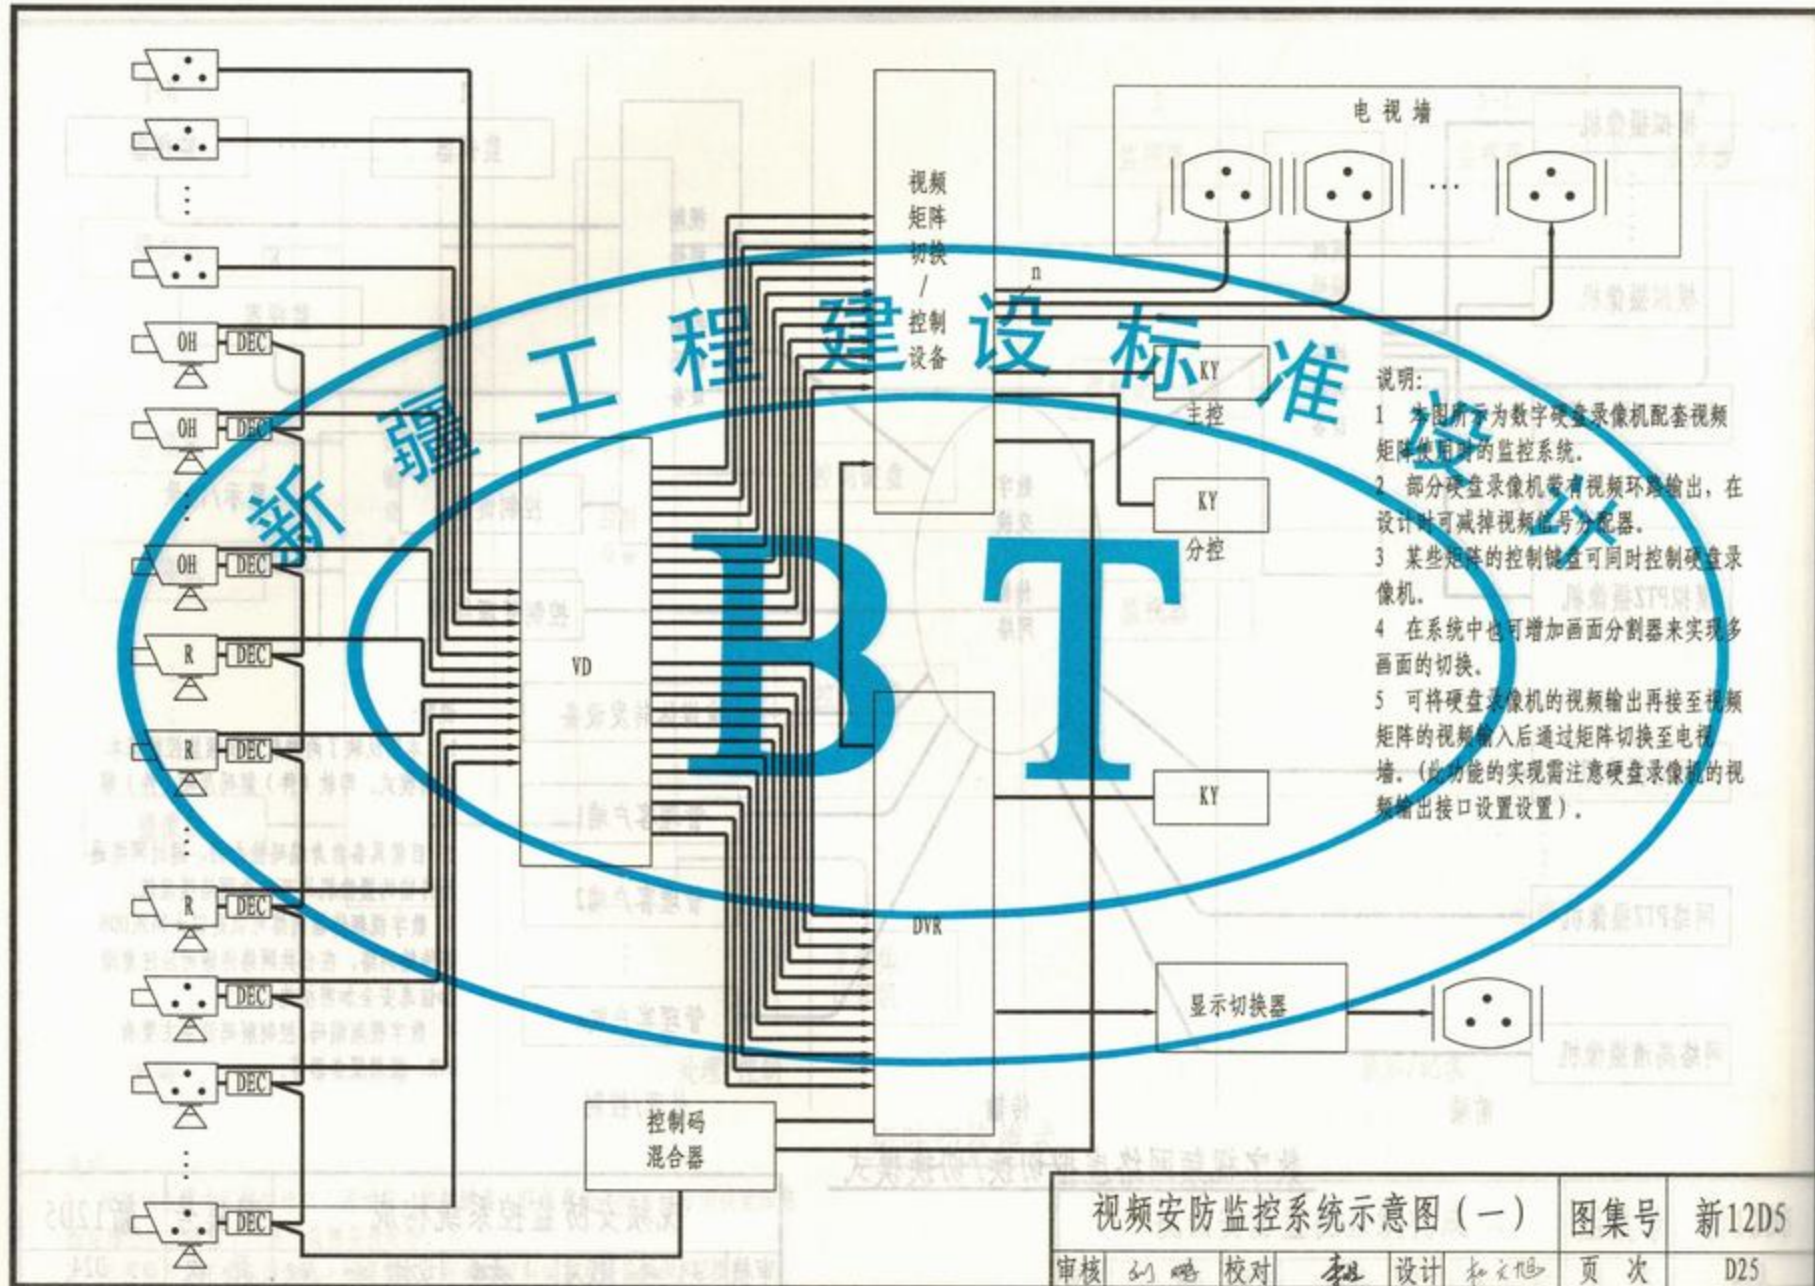 电视墙
视频
矩阵
切换
/
控制
设备
n
OH DEC
OH DEC
OH DEC
R DEC
R DEC
R DEC
DEC
DEC
DEC
VD
KY
主控
KY
分控
KY
DVR
显示切换器
控制码
混合器
说明:
1 本图所示为数字硬盘录像机配套视频
矩阵使用时的监控系统.
2 部分硬盘录像机带有视频环路输出, 在
设计时可减掉视频信号分配器.
3 某些矩阵的控制键盘可同时控制硬盘录
像机.
4 在系统中也可增加画面分割器来实现多
画面的切换.
5 可将硬盘录像机的视频输出再接至视频
矩阵的视频输入后通过矩阵切换至电视
墙. (此功能的实现需注意硬盘录像机的视
频输出接口设置设置).
新疆工程建设标准设计
BT
视频安防监控系统示意图(一) 图集号 新12D5
审核 校对 设计 页次 D25